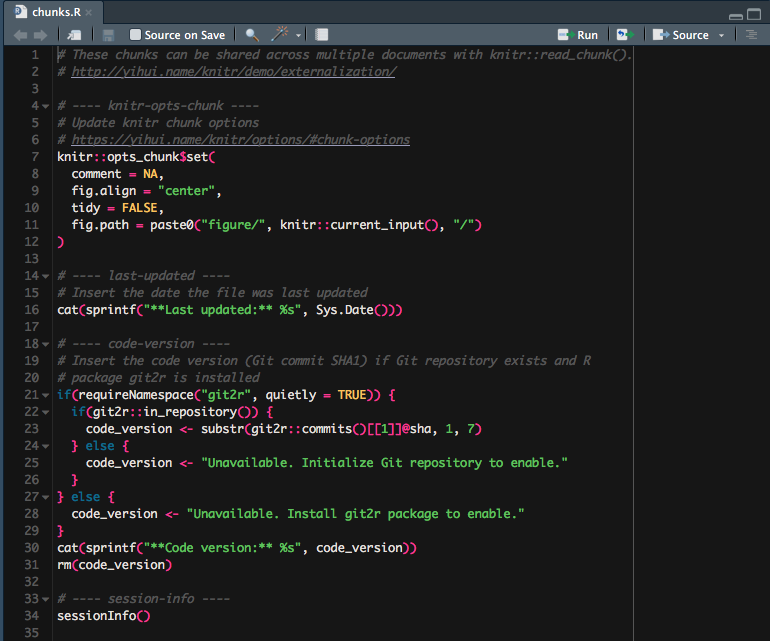 chunks.R
Source on Save
Run
Source
1 # These chunks can be shared across multiple documents with knitr::read_chunk().
2 # http://yihui.name/knitr/demo/externalization/
3
4 # ---- knitr-opts-chunk ----
5 # Update knitr chunk options
6 # https://yihui.name/knitr/options/#chunk-options
7 knitr::opts_chunk$set(
8   comment = NA,
9   fig.align = "center",
10   tidy = FALSE,
11   fig.path = paste0("figure/", knitr::current_input(), "/")
12 )
13
14 # ---- last-updated ----
15 # Insert the date the file was last updated
16 cat(sprintf("**Last updated:** %s", Sys.Date()))
17
18 # ---- code-version ----
19 # Insert the code version (Git commit SHA1) if Git repository exists and R
20 # package git2r is installed
21 if(requireNamespace("git2r", quietly = TRUE)) {
22   if(git2r::in_repository()) {
23     code_version <- substr(git2r::commits()[[1]]@sha, 1, 7)
24   } else {
25     code_version <- "Unavailable. Initialize Git repository to enable."
26   }
27 } else {
28   code_version <- "Unavailable. Install git2r package to enable."
29 }
30 cat(sprintf("**Code version:** %s", code_version))
31 rm(code_version)
32
33 # ---- session-info ----
34 sessionInfo()
35